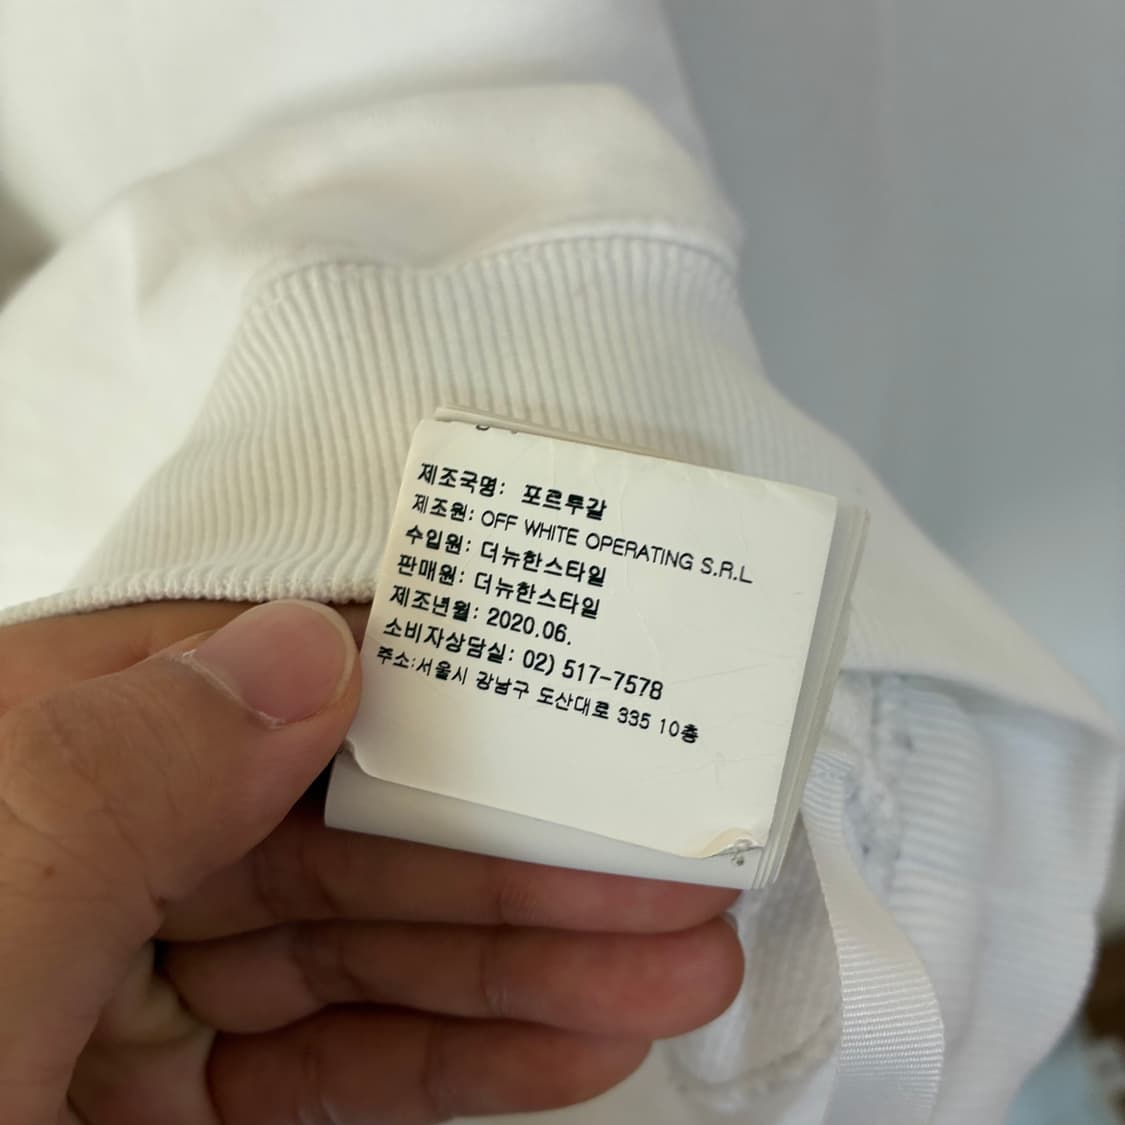 제조국명: 포르투갈
제조원: OFF WHITE OPERATING S.R.L
수입원: 더뉴한스타일
판매원: 더뉴한스타일
제조년월: 2020.06.
소비자상담실: 02) 517-7578
주소:서울시 강남구 도산대로 335 10층